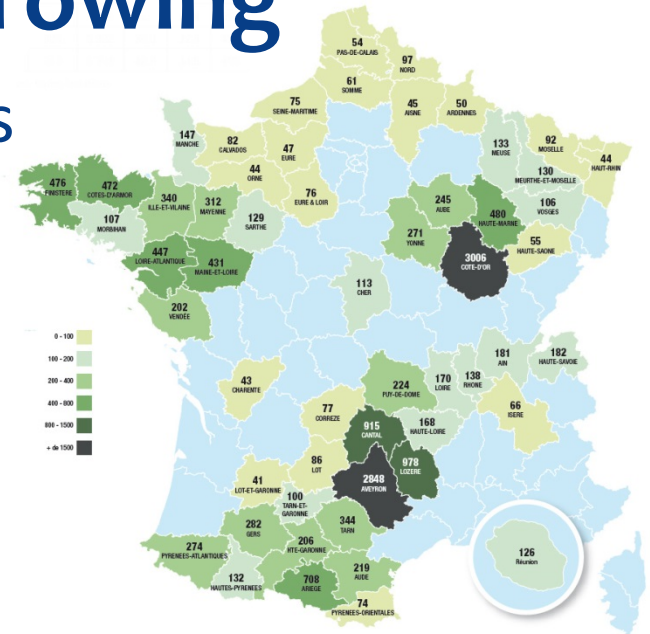 rowing
s
54
PAS-DE-CALAIS
97
NORD
61
SOMME
75
SEINE-MARITIME
45
AISNE
50
ARDENNES
147
MANCHE
82
CALVADOS
47
EURE
133
MEUSE
92
MOSELLE
44
HAUT-RHIN
44
ORNE
130
MEURTHE-ET-MOSELLE
476
FINISTERE
472
COTES-D'ARMOR
340
ILLE-ET-VILAINE
312
MAYENNE
76
EURE & LOIR
245
AUBE
480
HAUTE-MARNE
106
VOSGES
107
MORBIHAN
129
SARTHE
271
YONNE
55
HAUTE-SAONE
447
LOIRE-ATLANTIQUE
431
MAINE-ET-LOIRE
3006
COTE-D'OR
113
CHER
202
VENDEE
0 - 100
100 - 200
200 - 400
400 - 800
800 - 1500
+ de 1500
43
CHARENTE
224
PUY-DE-DOME
170
LOIRE
138
RHONE
181
AIN
182
HAUTE-SAVOIE
77
CORREZE
66
ISERE
915
CANTAL
168
HAUTE-LOIRE
86
LOT
978
LOZERE
41
LOT-ET-GARONNE
2848
AVEYRON
100
TARN-ET-
GARONNE
282
GERS
344
TARN
206
HTE-GARONNE
274
PYRENEES-ATLANTIQUES
219
AUDE
132
HAUTES-PYRENEES
708
ARIEGE
74
PYRENEES-ORIENTALES
126
Réunion